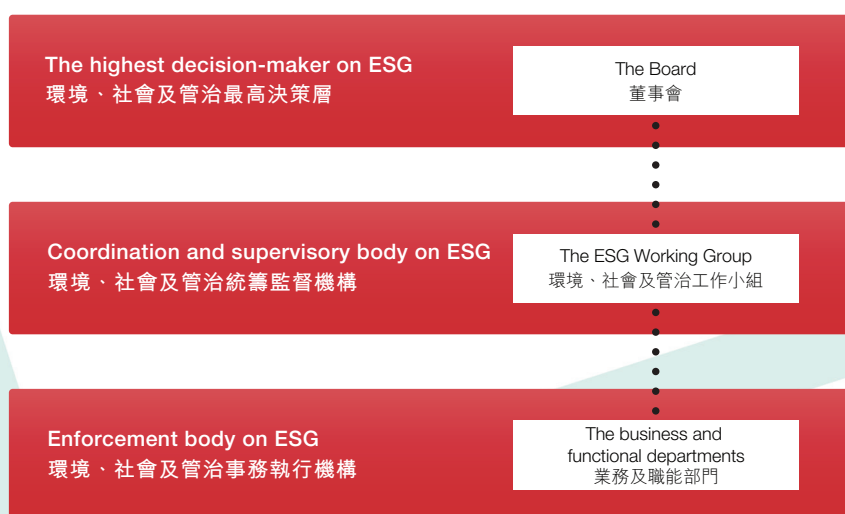 The highest decision-maker on ESG
環境、社會及管治最高決策層
The Board
董事會
Coordination and supervisory body on ESG
環境、社會及管治統籌監督機構
The ESG Working Group
環境、社會及管治工作小組
Enforcement body on ESG
環境、社會及管治事務執行機構
The business and
functional departments
業務及職能部門